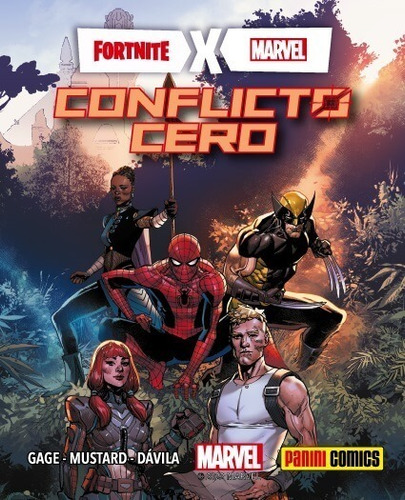 FORTNITE X MARVEL
CONFLICTO
CERO
GAGE - MUSTARD - DÁVILA
MARVEL
PANINI COMICS